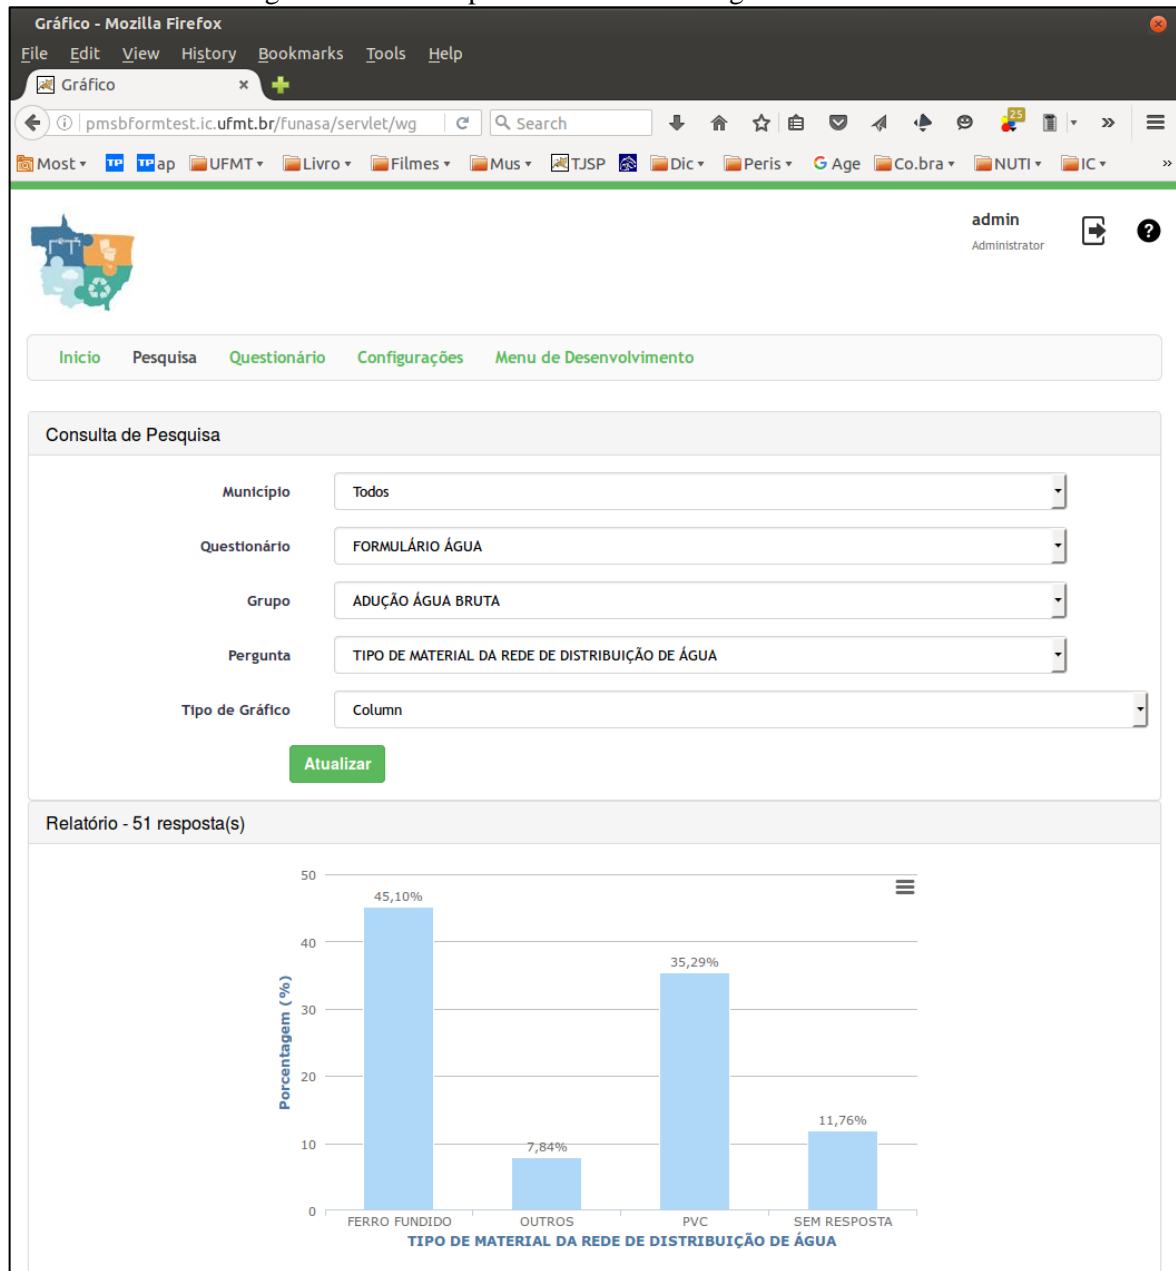 Gráfico - Mozilla Firefox
File Edit View History Bookmarks Tools Help
Gráfico ×
pmsbformtest.ic.ufmt.br/funasa/servlet/wg Search 25 »
Most TP TP ap UFMT Livro Filmes Mus TJSP Dic Peris G Age Co.bra NUTI IC »
admin
Administrator
Inicio Pesquisa Questionário Configurações Menu de Desenvolvimento
Consulta de Pesquisa
Município Todos
Questionário FORMULÁRIO ÁGUA
Grupo ADUÇÃO ÁGUA BRUTA
Pergunta TIPO DE MATERIAL DA REDE DE DISTRIBUIÇÃO DE ÁGUA
Tipo de Gráfico Column
Atualizar
Relatório - 51 resposta(s)
50
45,10%
40
35,29%
30
Porcentagem (%)
20
11,76%
10
7,84%
0
FERRO FUNDIDO OUTROS PVC SEM RESPOSTA
TIPO DE MATERIAL DA REDE DE DISTRIBUIÇÃO DE ÁGUA